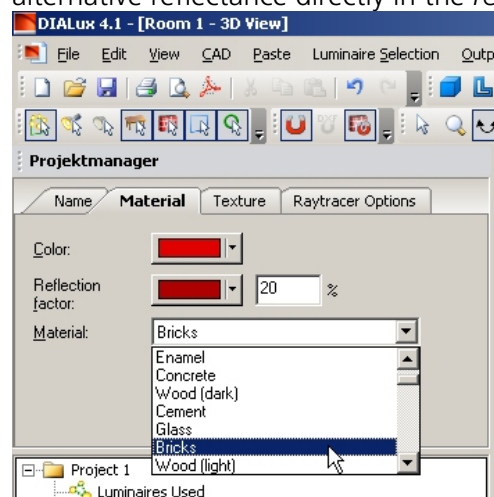 alternative reflectance directly in the
DIALux 4.1 - [Room 1 - 3D View]
File Edit View CAD Paste Luminaire Selection Outp
Projektmanager
Name Material Texture Raytracer Options
Color:
Reflection factor: 20 %
Material: Bricks
Enamel
Concrete
Wood (dark)
Cement
Glass
Bricks
Wood (light)
Project 1
Luminaires Used